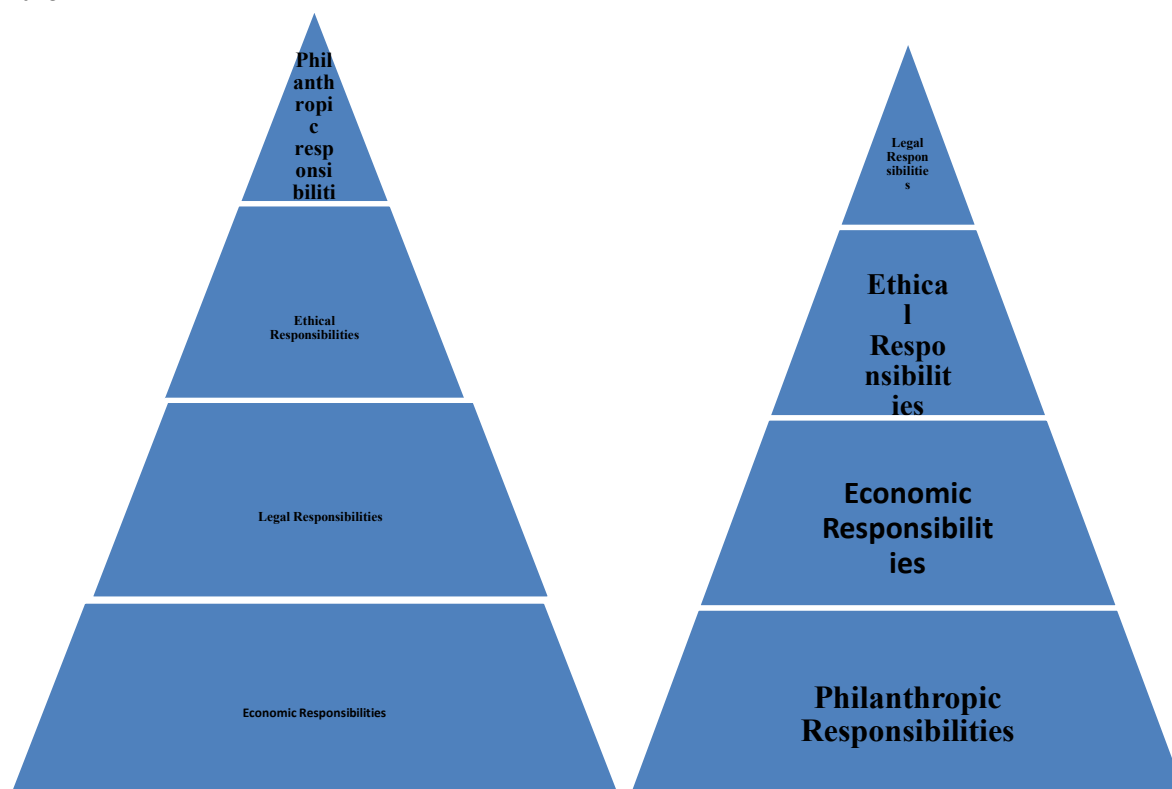 Phil
anth
ropi
c
resp
onsi
biliti
Ethical
Responsibilities
Legal Responsibilities
Economic Responsibilities
Legal
Respon
sibilitie
s
Ethica
l
Respo
nsibilit
ies
Economic
Responsibilit
ies
Philanthropic
Responsibilities